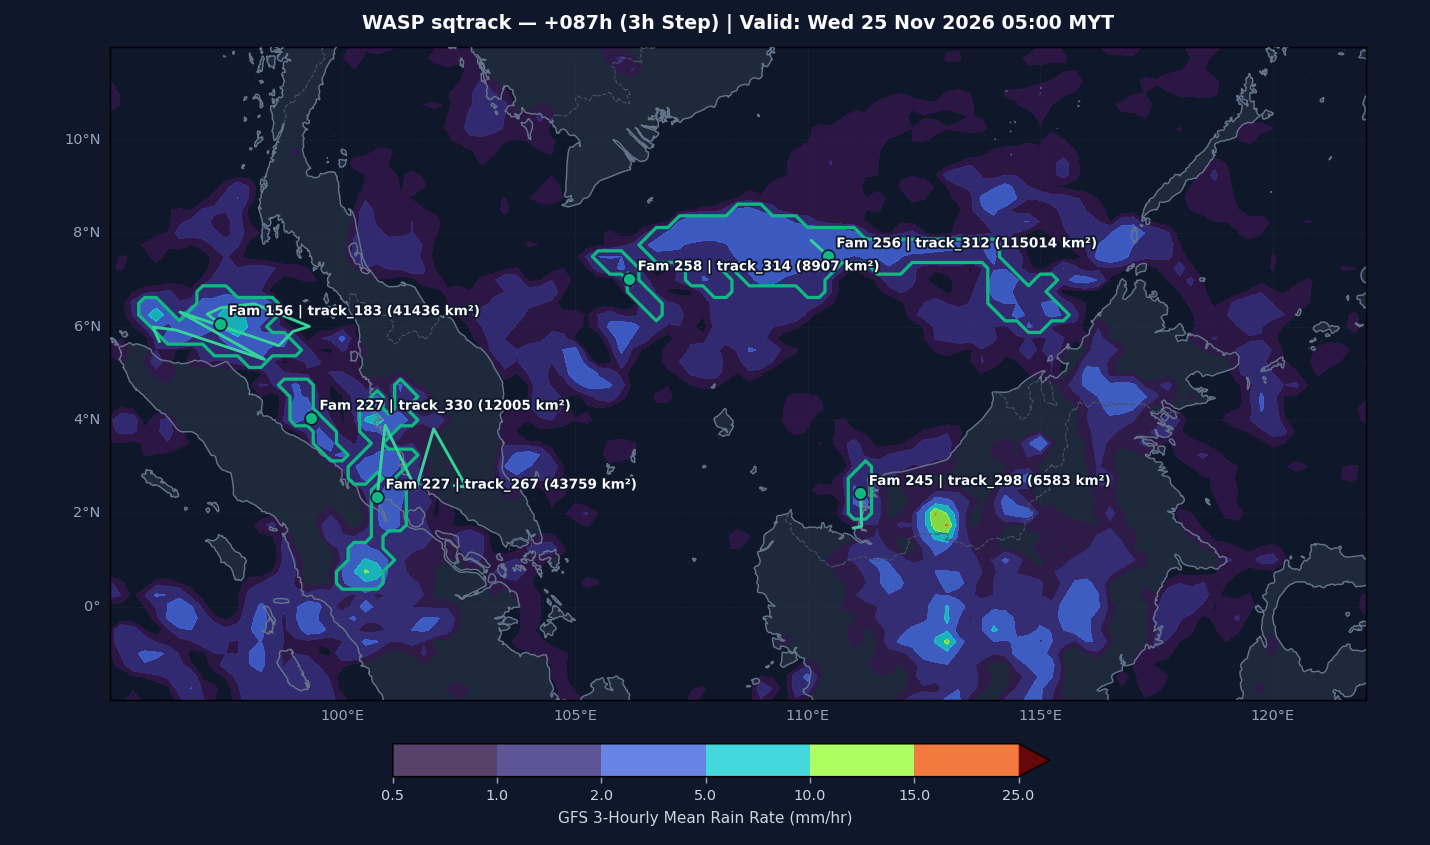 WASP sqtrack — +087h (3h Step) | Valid: Wed 25 Nov 2026 05:00 MYT
10°N
8°N
6°N
4°N
2°N
0°
Fam 256 | track_312 (115014 km²)
Fam 258 | track_314 (8907 km²)
Fam 156 | track_183 (41436 km²)
Fam 227 | track_330 (12005 km²)
Fam 227 | track_267 (43759 km²)
Fam 245 | track_298 (6583 km²)
100°E 105°E 110°E 115°E 120°E
0.5 1.0 2.0 5.0 10.0 15.0 25.0
GFS 3-Hourly Mean Rain Rate (mm/hr)